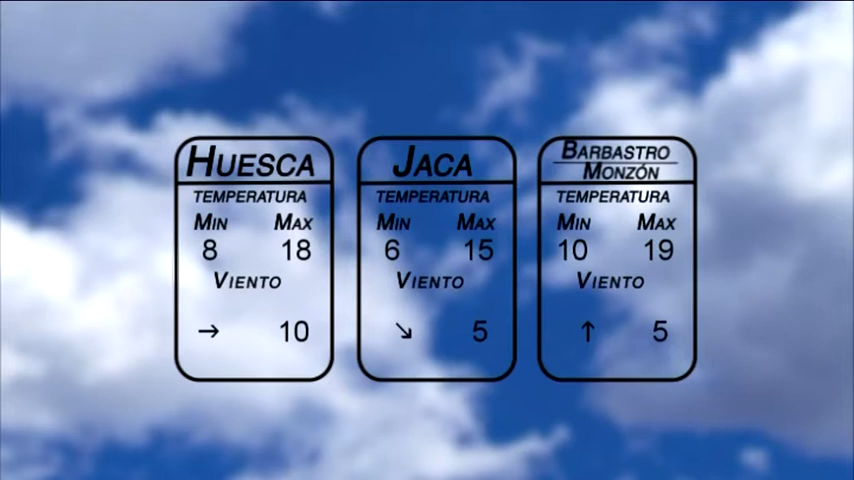 HUESCA
TEMPERATURA
MIN MAX
8 18
VIENTO
→ 10
JACA
TEMPERATURA
MIN MAX
6 15
VIENTO
↘ 5
BARBASTRO
MONZÓN
TEMPERATURA
MIN MAX
10 19
VIENTO
↑ 5